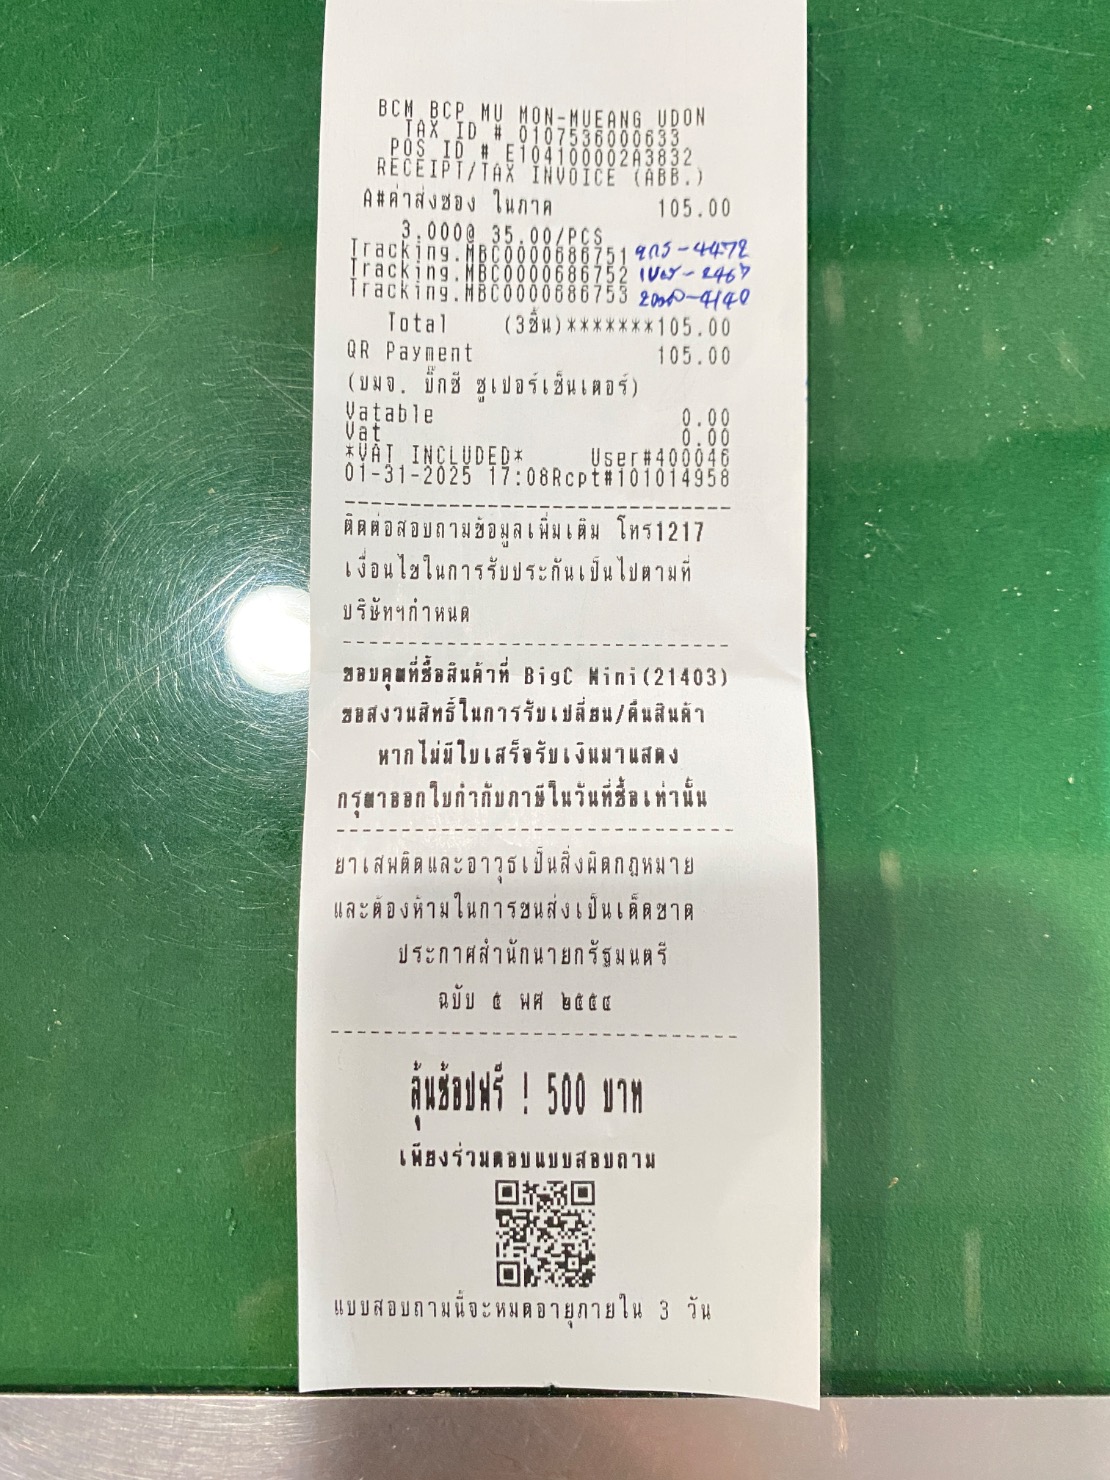 BCM BCP MU MON-MUEANG UDON
TAX ID # 0107536000633
POS ID # E104100002A3832
RECEIPT/TAX INVOICE (ABB.)
A#ค่าส่งซอง ในภาค 105.00
3.000@ 35.00/PCS
Tracking.MBC0000686751 -4472
Tracking.MBC0000686752
Tracking.MBC0000686753 -4140
Total (3ชิ้น)*******105.00
QR Payment 105.00
(บมจ. บิ๊กซี ซูเปอร์เซ็นเตอร์)
Vatable 0.00
Vat 0.00
*VAT INCLUDED* User#400046
01-31-2025 17:08Rcpt#101014958
ติดต่อสอบถามข้อมูลเพิ่มเติม โทร1217
เงื่อนไขในการรับประกันเป็นไปตามที่
บริษัทฯกำหนด
ขอบคุณที่ซื้อสินค้าที่ BigC Mini(21403)
ขอสงวนสิทธิ์ในการรับเปลี่ยน/คืนสินค้า
หากไม่มีใบเสร็จรับเงินมาแสดง
กรุณาออกใบกำกับภาษีในวันที่ซื้อเท่านั้น
ยาเสพติดและอาวุธเป็นสิ่งผิดกฎหมาย
และต้องห้ามในการขนส่งเป็นเด็ดขาด
ประกาศสำนักนายกรัฐมนตรี
ฉบับ ๕ พศ ๒๕๕๔
ลุ้นช้อปฟรี ! 500 บาท
เพียงร่วมตอบแบบสอบถาม
แบบสอบถามนี้จะหมดอายุภายใน 3 วัน